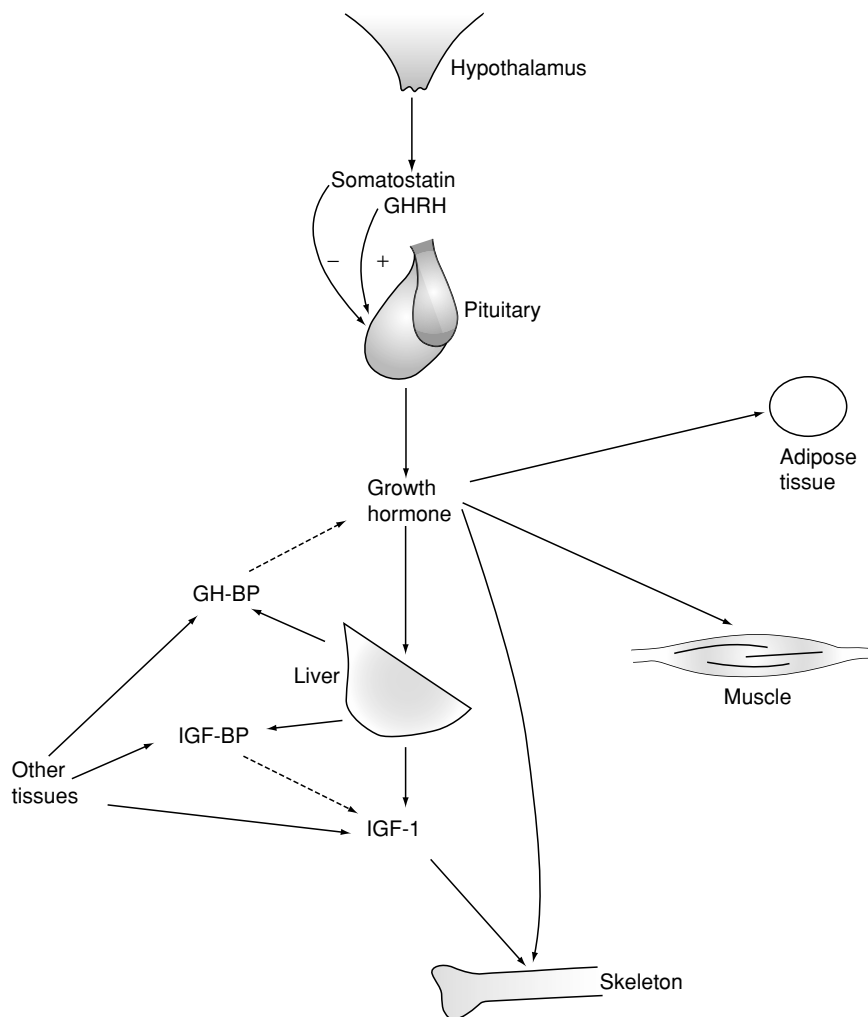 Hypothalamus
Somatostatin
GHRH
− +
Pituitary
Adipose
tissue
Growth
hormone
GH-BP
Liver
Muscle
IGF-BP
Other
tissues
IGF-1
Skeleton